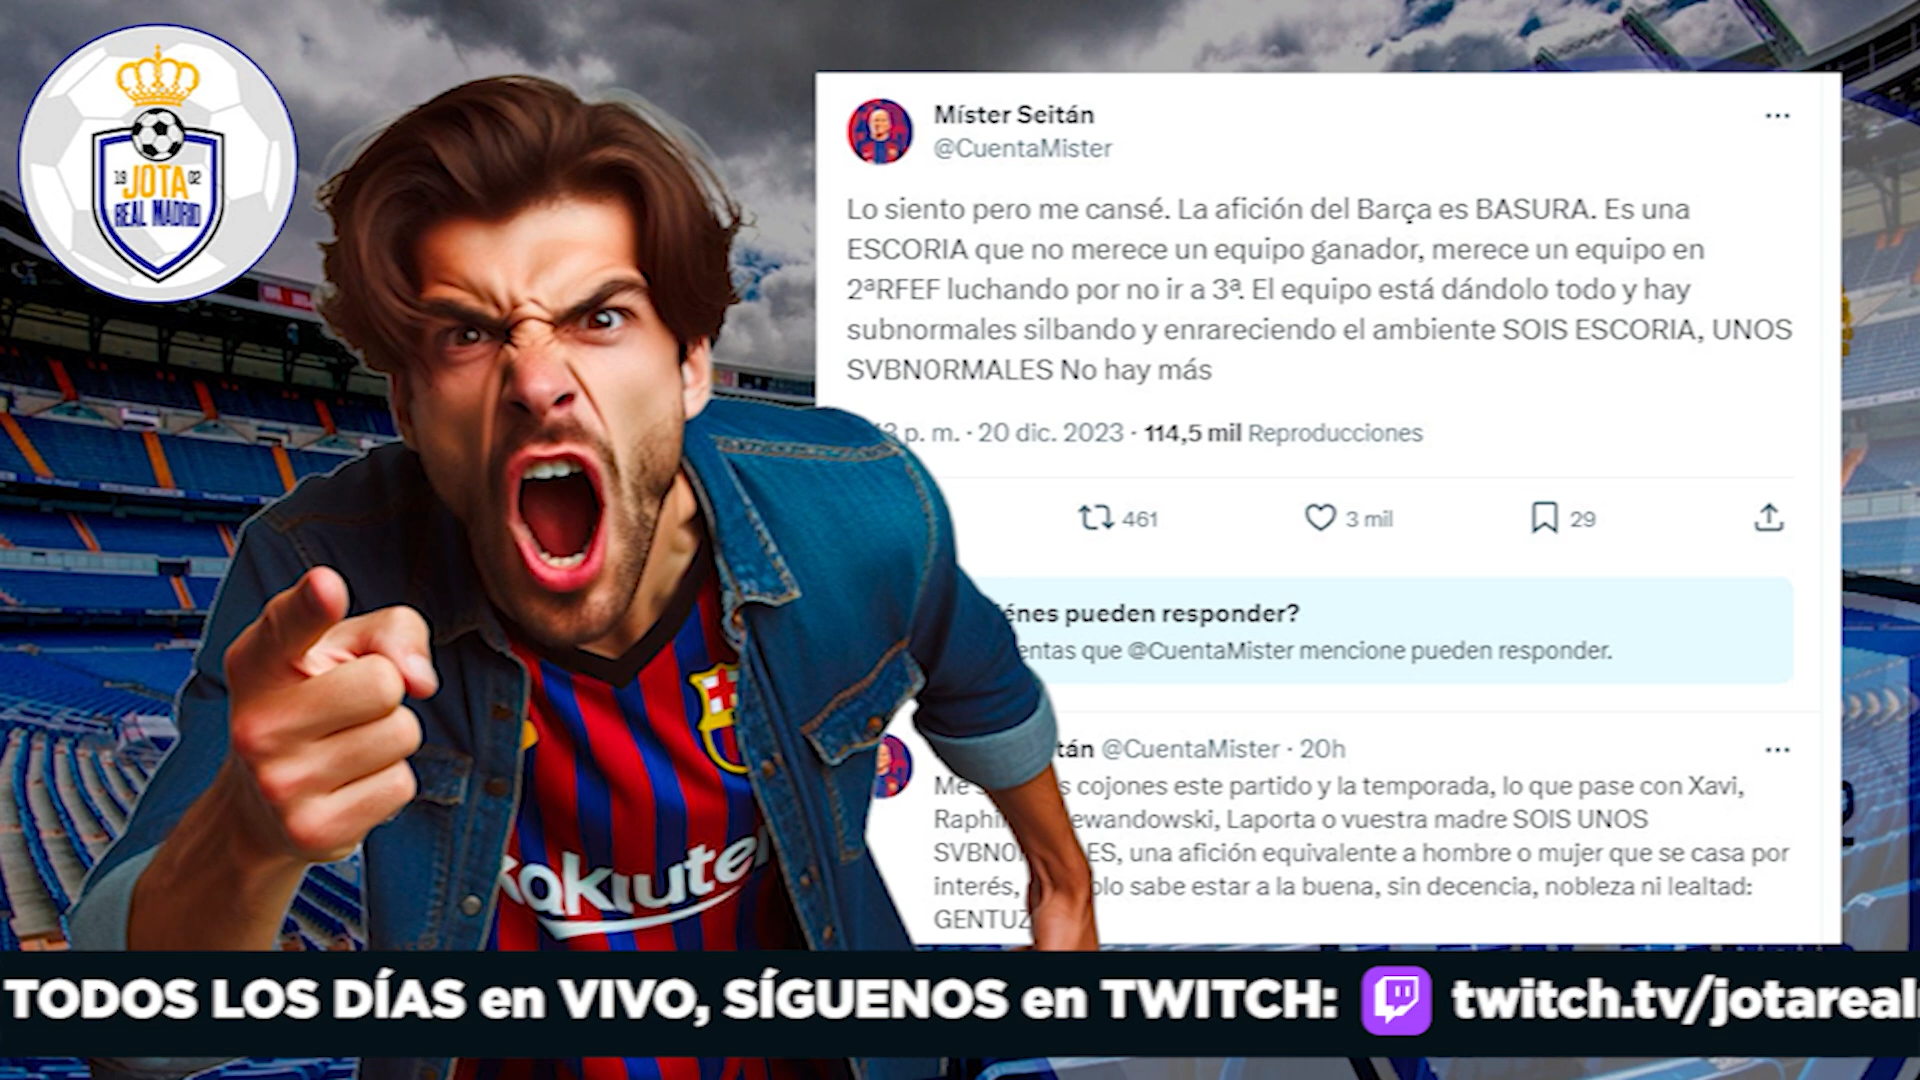 19 JOTA 02
REAL MADRID
Míster Seitán
@CuentaMister
Lo siento pero me cansé. La afición del Barça es BASURA. Es una
ESCORIA que no merece un equipo ganador, merece un equipo en
2ªRFEF luchando por no ir a 3ª. El equipo está dándolo todo y hay
subnormales silbando y enrareciendo el ambiente SOIS ESCORIA, UNOS
SVBN0RMALES No hay más
p. m. · 20 dic. 2023 · 114,5 mil Reproducciones
461 3 mil 29
énes pueden responder?
entas que @CuentaMister mencione pueden responder.
tán @CuentaMister · 20h
Me cojones este partido y la temporada, lo que pase con Xavi,
Raphi ewandowski, Laporta o vuestra madre SOIS UNOS
SVBN0 ES, una afición equivalente a hombre o mujer que se casa por
interés, olo sabe estar a la buena, sin decencia, nobleza ni lealtad:
GENTUZ
TODOS LOS DÍAS en VIVO, SÍGUENOS en TWITCH: twitch.tv/jotareal